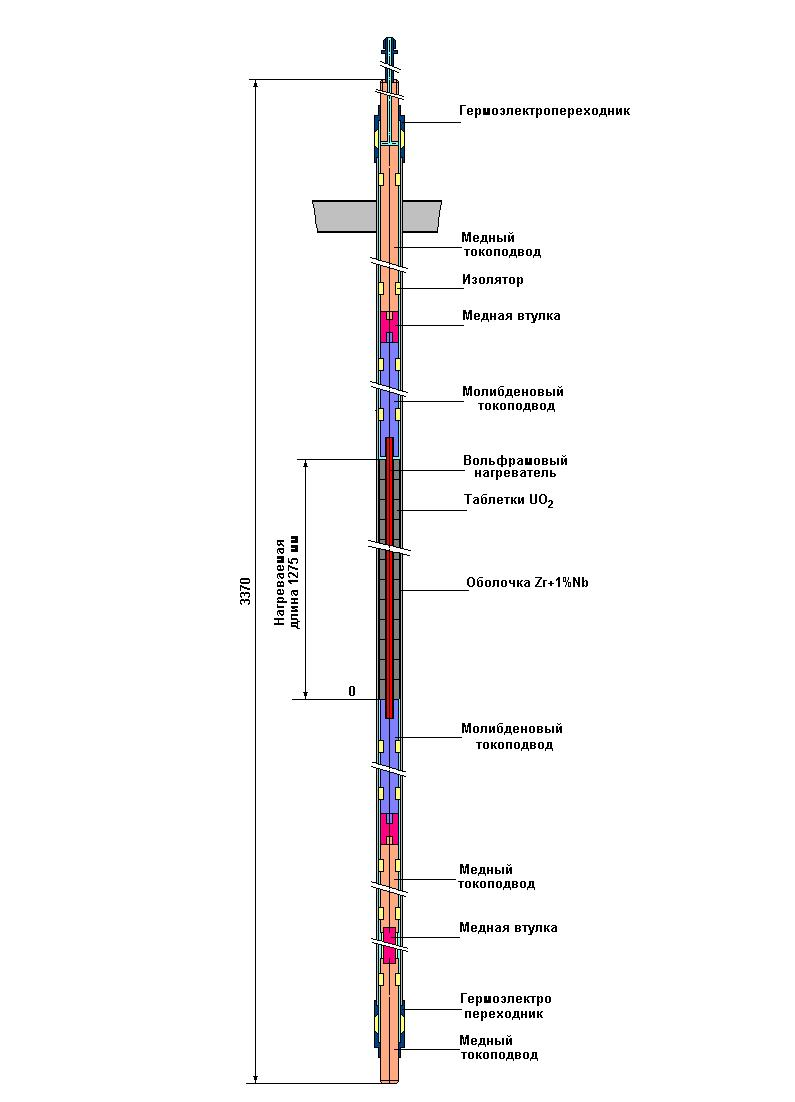 Гермоэлектропереходник
Медный
токоподвод
Изолятор
Медная втулка
Молибденовый
токоподвод
Вольфрамовый
нагреватель
Таблетки UO2
Нагреваемая
длина 1275 мм
3370
Оболочка Zr+1%Nb
0
Молибденовый
токоподвод
Медный
токоподвод
Медная втулка
Гермоэлектро
переходник
Медный
токоподвод